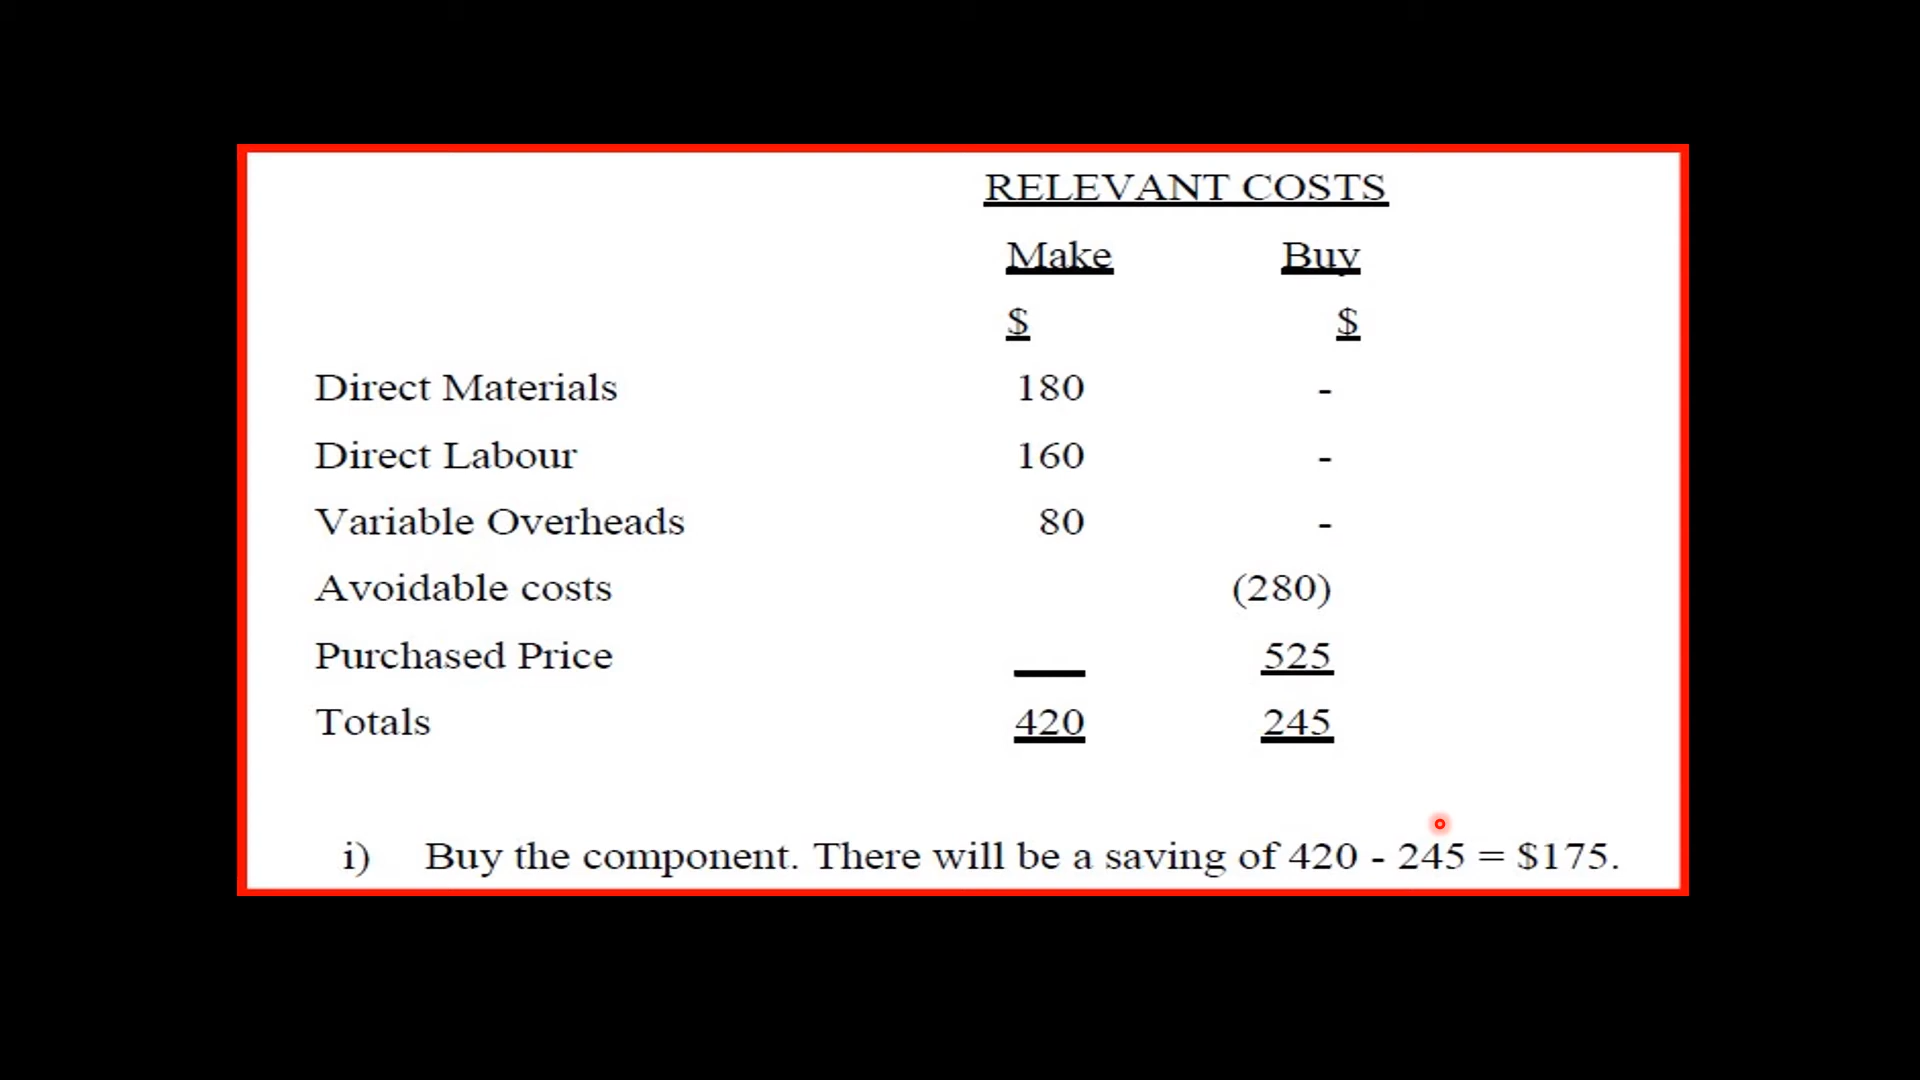 RELEVANT COSTS
Make Buy
$ $
Direct Materials 180 -
Direct Labour 160 -
Variable Overheads 80 -
Avoidable costs (280)
Purchased Price 525
Totals 420 245
i) Buy the component. There will be a saving of 420 - 245 = $175.